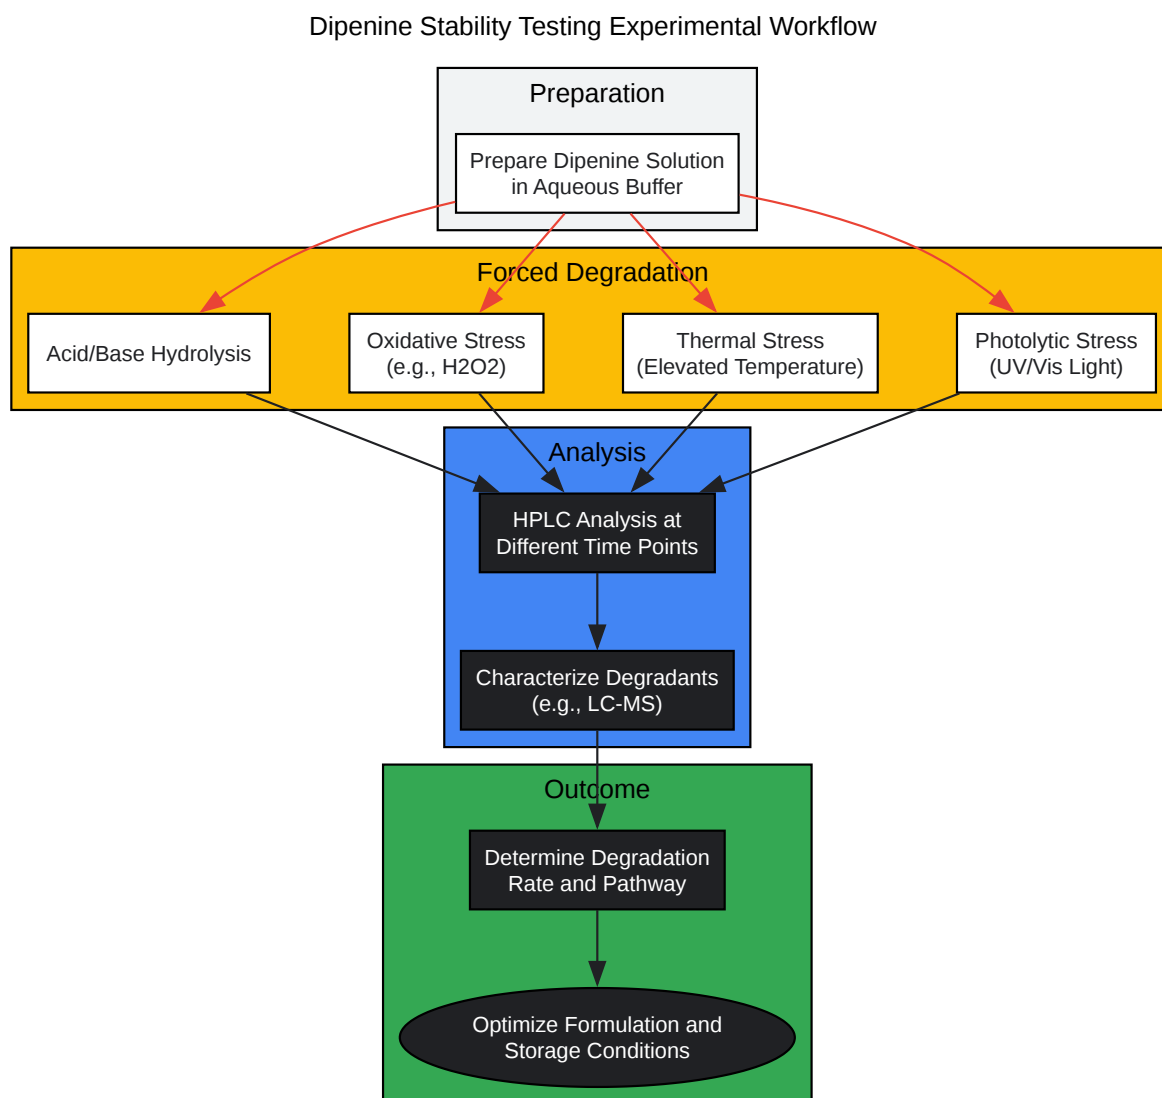 Dipenine Stability Testing Experimental Workflow
Preparation
Prepare Dipenine Solution
in Aqueous Buffer
Forced Degradation
Acid/Base Hydrolysis
Oxidative Stress
(e.g., H2O2)
Thermal Stress
(Elevated Temperature)
Photolytic Stress
(UV/Vis Light)
Analysis
HPLC Analysis at
Different Time Points
Characterize Degradants
(e.g., LC-MS)
Outcome
Determine Degradation
Rate and Pathway
Optimize Formulation and
Storage Conditions